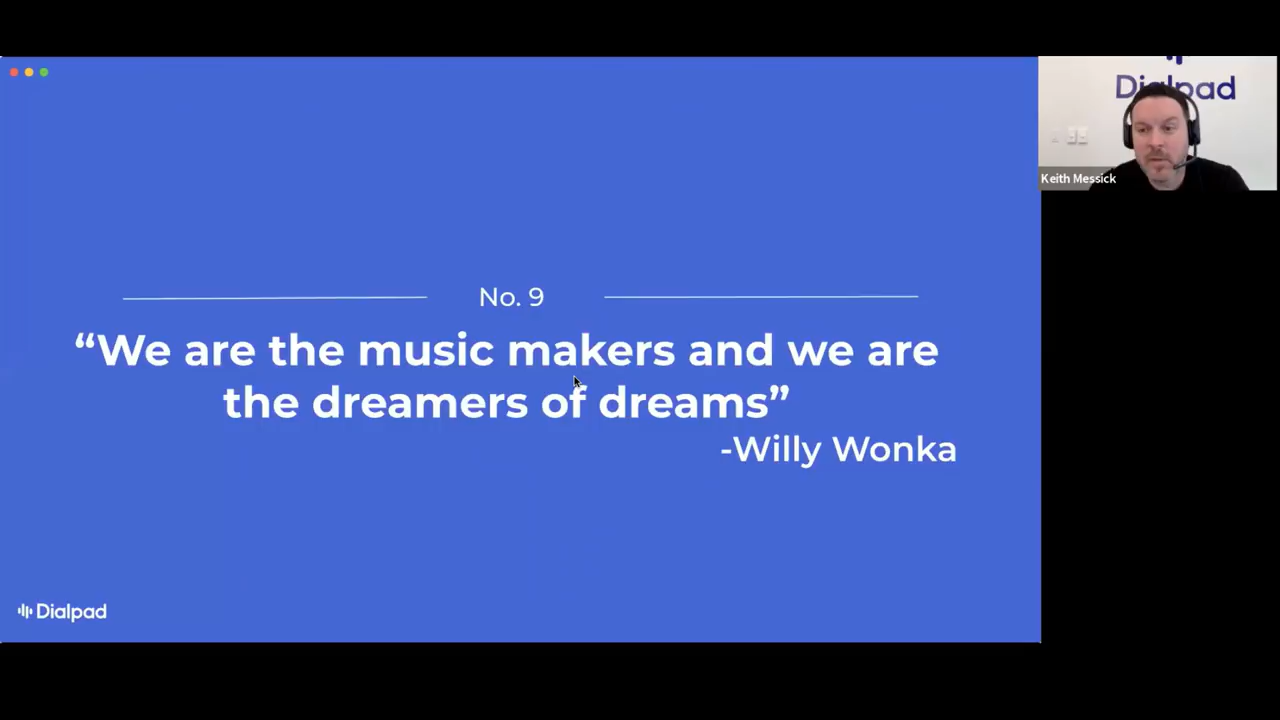 No. 9
“We are the music makers and we are
the dreamers of dreams”
-Willy Wonka
Dialpad
Dialpad
Keith Messick